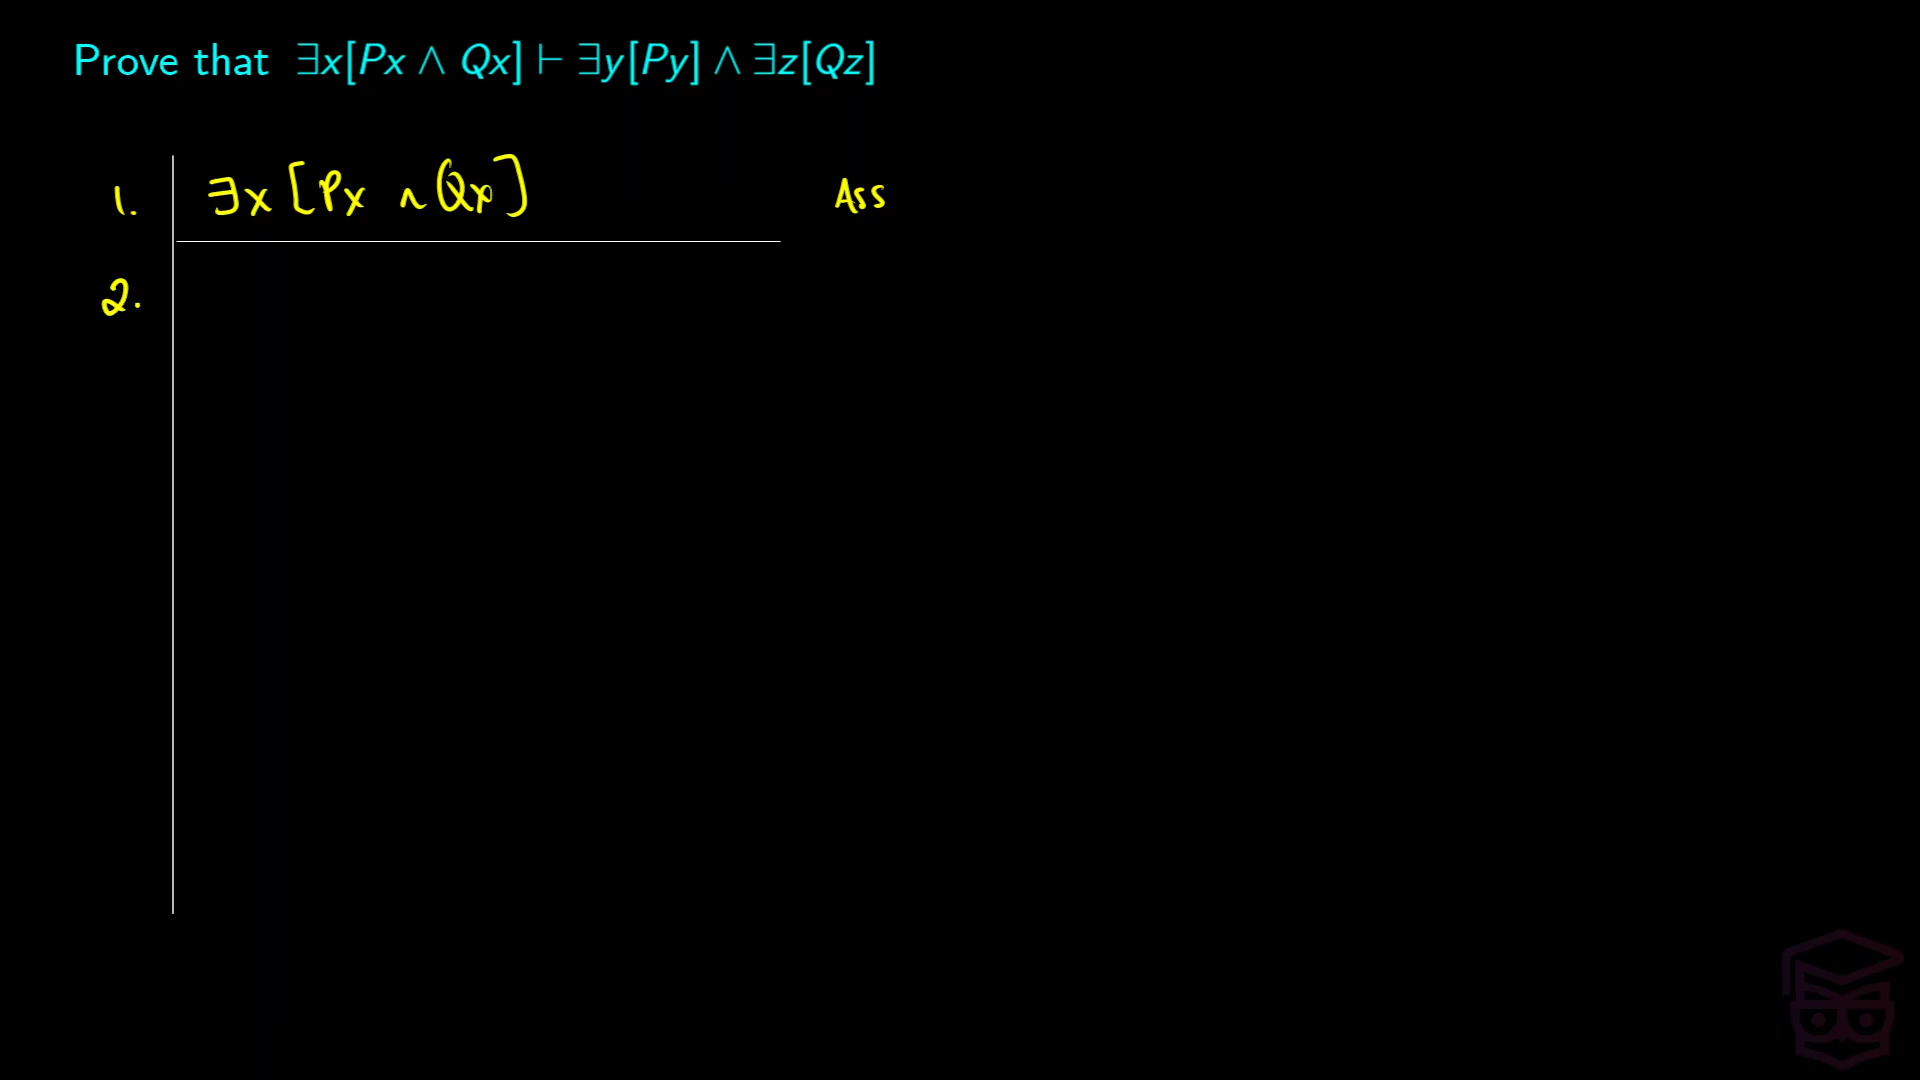 Prove that ∃x[Px ∧ Qx] ⊢ ∃y[Py] ∧ ∃z[Qz]
1. ∃x[Px ∧ Qx] Ass
2.